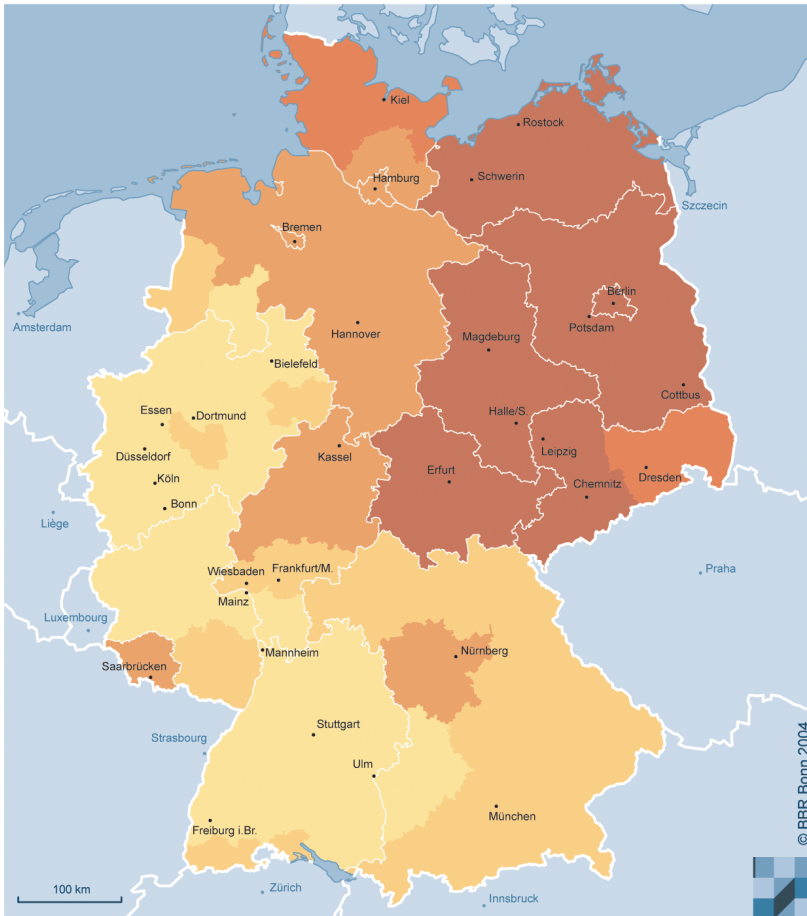 Kiel
Rostock
Hamburg
Schwerin
Szczecin
Bremen
Berlin
Amsterdam
Hannover
Potsdam
Magdeburg
Bielefeld
Cottbus
Essen
Dortmund
Halle/S.
Leipzig
Düsseldorf
Kassel
Erfurt
Dresden
Köln
Chemnitz
Bonn
Liège
Wiesbaden
Frankfurt/M.
Praha
Mainz
Luxembourg
Mannheim
Nürnberg
Saarbrücken
Stuttgart
Strasbourg
Ulm
München
Freiburg i.Br.
100 km
Zürich
Innsbruck
© BBR Bonn 2004